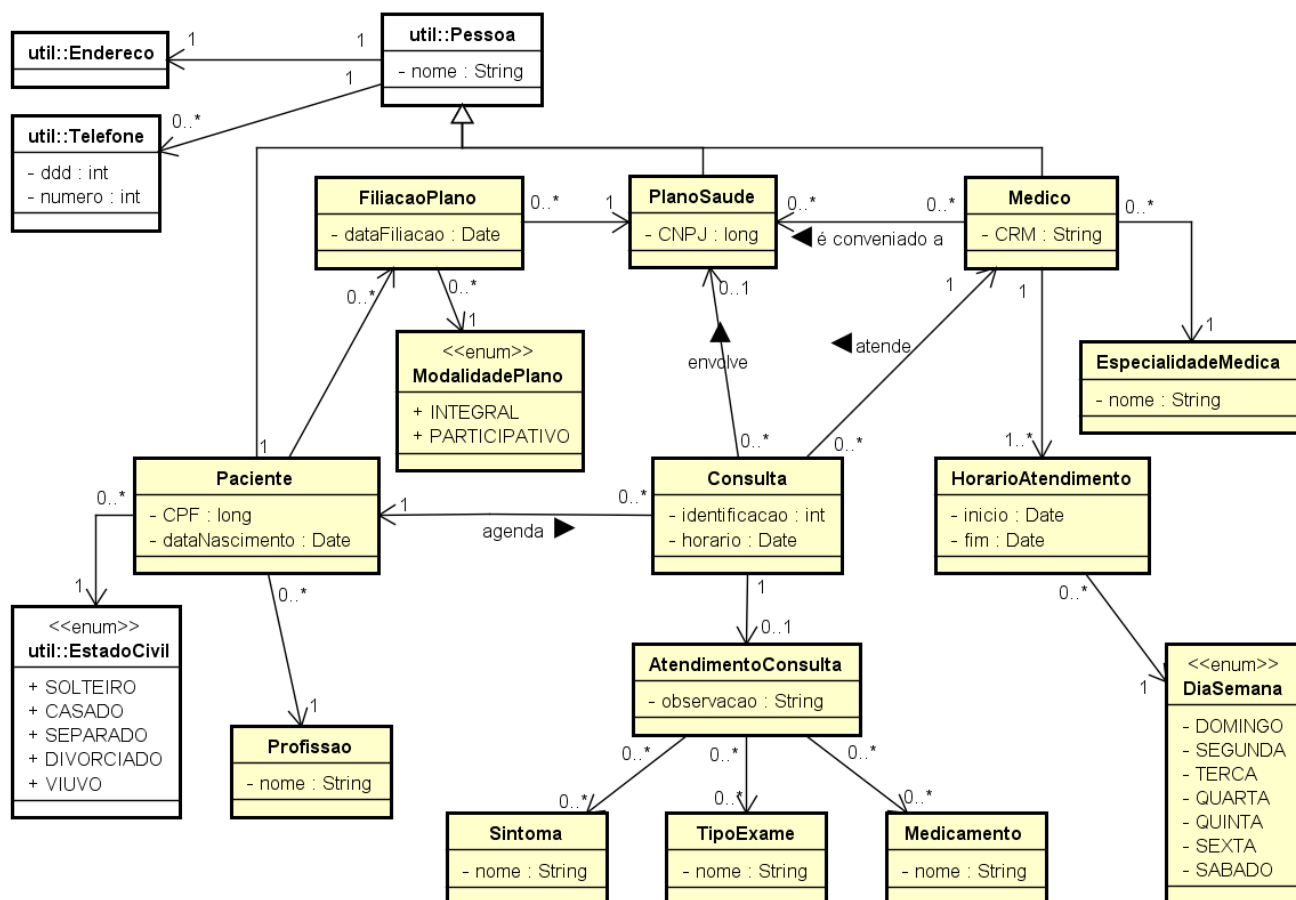 util::Endereco
1
1
util::Pessoa
- nome : String
1
0..*
util::Telefone
- ddd : int
- numero : int
FiliacaoPlano
- dataFiliacao : Date
0..*
1
PlanoSaude
- CNPJ : long
0..*
0..*
é conveniado a
Medico
- CRM : String
0..*
0..*
0..*
1
0..1
1
1
<<enum>>
ModalidadePlano
+ INTEGRAL
+ PARTICIPATIVO
envolve
atende
1
EspecialidadeMedica
- nome : String
1
0..*
0..*
1..*
Paciente
- CPF : long
- dataNascimento : Date
0..*
1
agenda
0..*
Consulta
- identificacao : int
- horario : Date
HorarioAtendimento
- inicio : Date
- fim : Date
1
0..*
1
0..*
0..1
<<enum>>
util::EstadoCivil
+ SOLTEIRO
+ CASADO
+ SEPARADO
+ DIVORCIADO
+ VIUVO
1
Profissao
- nome : String
AtendimentoConsulta
- observacao : String
1
<<enum>>
DiaSemana
- DOMINGO
- SEGUNDA
- TERCA
- QUARTA
- QUINTA
- SEXTA
- SABADO
0..*
0..*
0..*
0..*
0..*
0..*
Sintoma
- nome : String
TipoExame
- nome : String
Medicamento
- nome : String